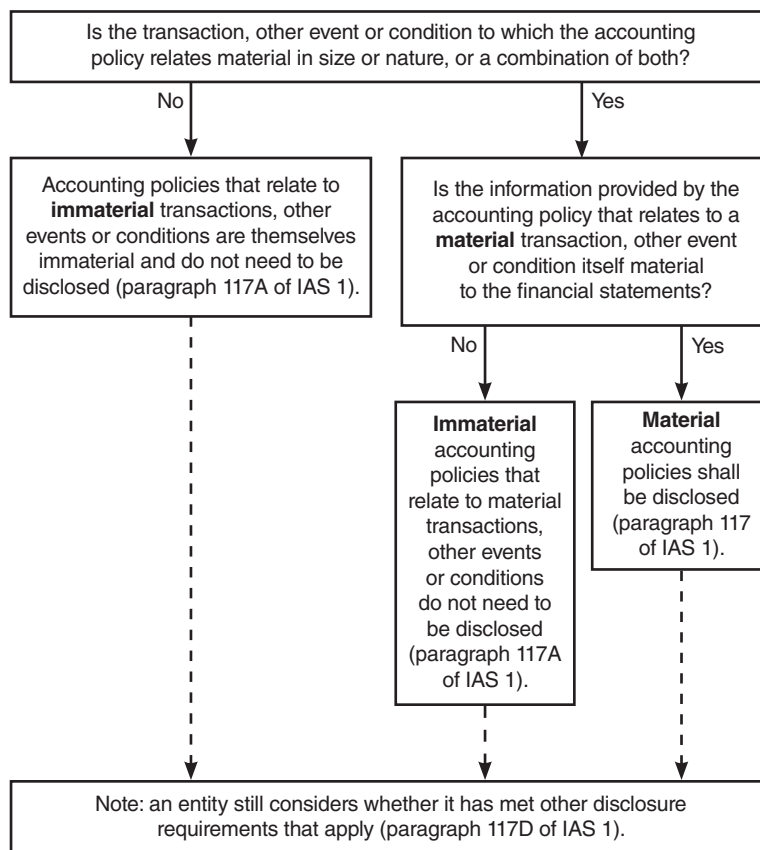 Is the transaction, other event or condition to which the accounting
policy relates material in size or nature, or a combination of both?
No
Yes
Accounting policies that relate to
immaterial transactions, other
events or conditions are themselves
immaterial and do not need to be
disclosed (paragraph 117A of IAS 1).
Is the information provided by the
accounting policy that relates to a
material transaction, other event
or condition itself material
to the financial statements?
No
Yes
Immaterial
accounting
policies that
relate to material
transactions,
other events
or conditions
do not need to
be disclosed
(paragraph 117A
of IAS 1).
Material
accounting
policies shall
be disclosed
(paragraph 117
of IAS 1).
Note: an entity still considers whether it has met other disclosure
requirements that apply (paragraph 117D of IAS 1).